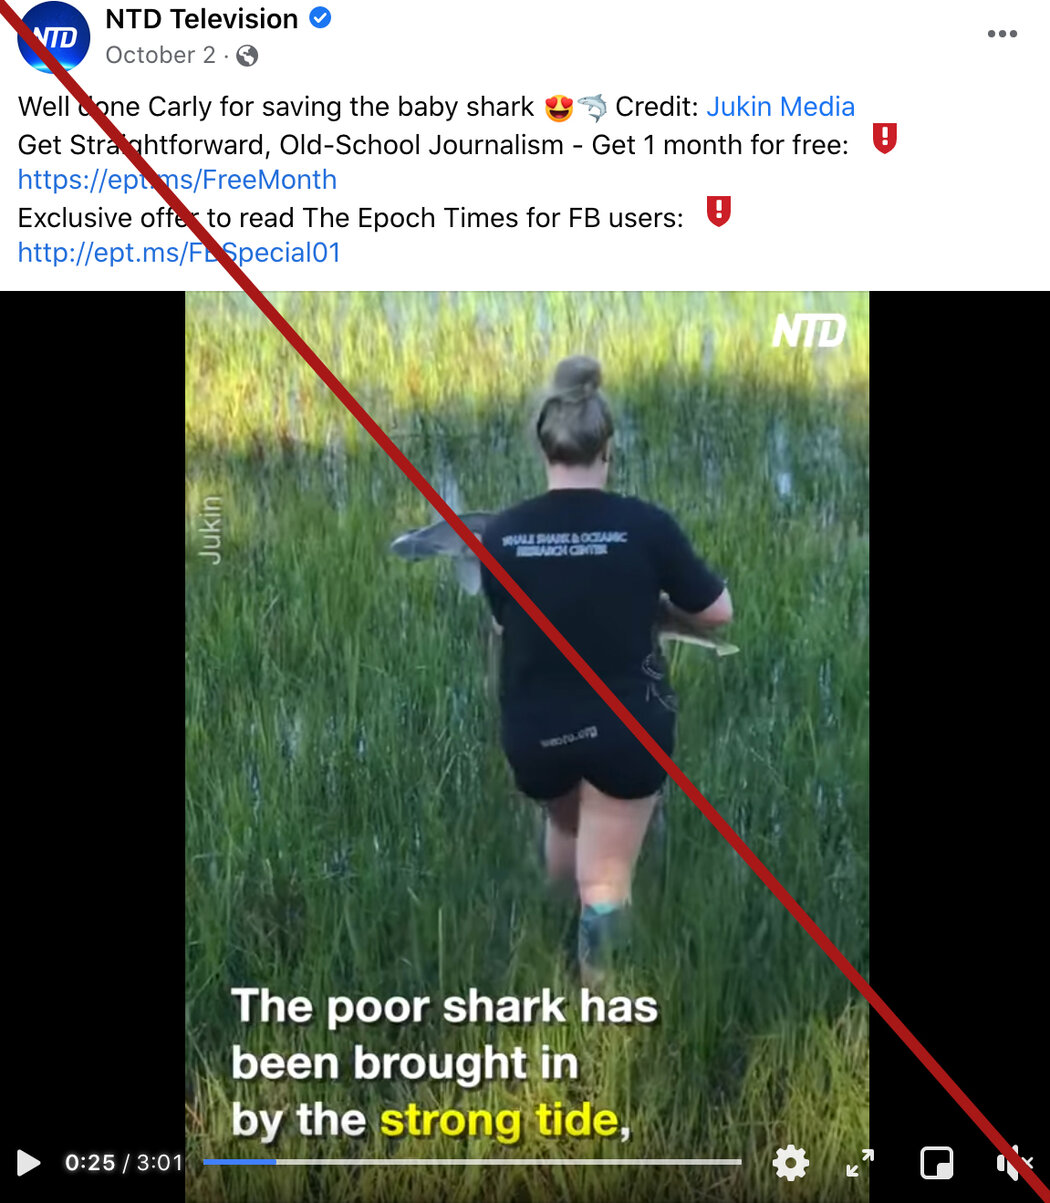 NTD
NTD Television
October 2 ·
Well done Carly for saving the baby shark 😍🦈 Credit: Jukin Media
Get Straightforward, Old-School Journalism - Get 1 month for free:
https://ept.ms/FreeMonth
Exclusive offer to read The Epoch Times for FB users:
http://ept.ms/FBSpecial01
NTD
Jukin
WHALE SHARK & OCEANIC
RESEARCH CENTER
The poor shark has
been brought in
by the strong tide,
0:25 / 3:01